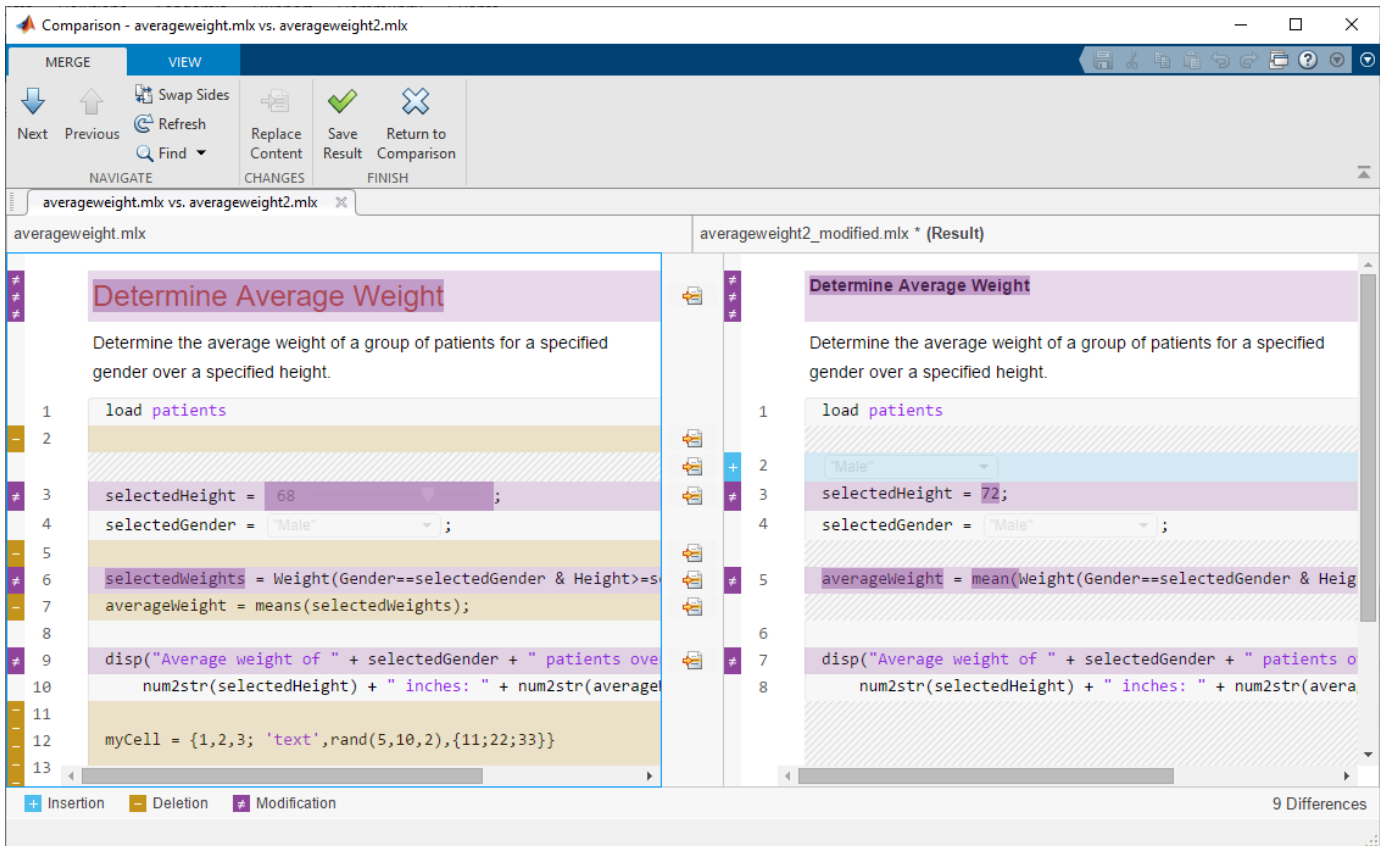 Comparison - averageweight.mlx vs. averageweight2.mlx
MERGE VIEW
Next Previous Swap Sides Refresh Find Replace Content Save Result Return to Comparison
NAVIGATE CHANGES FINISH
averageweight.mlx vs. averageweight2.mlx
averageweight.mlx
averageweight2_modified.mlx * (Result)
Determine Average Weight
Determine the average weight of a group of patients for a specified
gender over a specified height.
1 load patients
2
3 selectedHeight = 68 ;
4 selectedGender = "Male" ;
5
6 selectedWeights = Weight(Gender==selectedGender & Height>=s
7 averageWeight = means(selectedWeights);
8
9 disp("Average weight of " + selectedGender + " patients ove
10 num2str(selectedHeight) + " inches: " + num2str(average
11
12 myCell = {1,2,3; 'text',rand(5,10,2),{11;22;33}}
13
Determine Average Weight
Determine the average weight of a group of patients for a specified
gender over a specified height.
1 load patients
2 "Male"
3 selectedHeight = 72;
4 selectedGender = "Male" ;
5 averageWeight = mean(Weight(Gender==selectedGender & Heig
6
7 disp("Average weight of " + selectedGender + " patients o
8 num2str(selectedHeight) + " inches: " + num2str(avera
+ Insertion − Deletion ≠ Modification
9 Differences